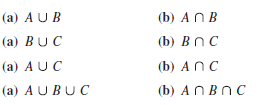 (a) A ∪ B (b) A ∩ B
(a) B ∪ C (b) B ∩ C
(a) A ∪ C (b) A ∩ C
(a) A ∪ B ∪ C (b) A ∩ B ∩ C